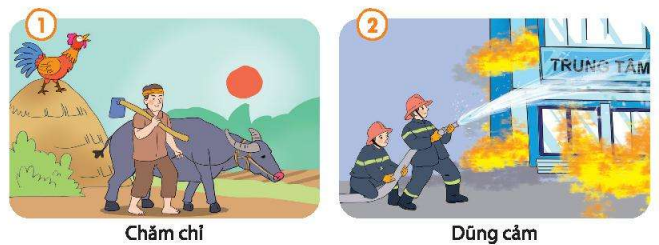 1
2
TRUNG TÂM
Chăm chỉ
Dũng cảm